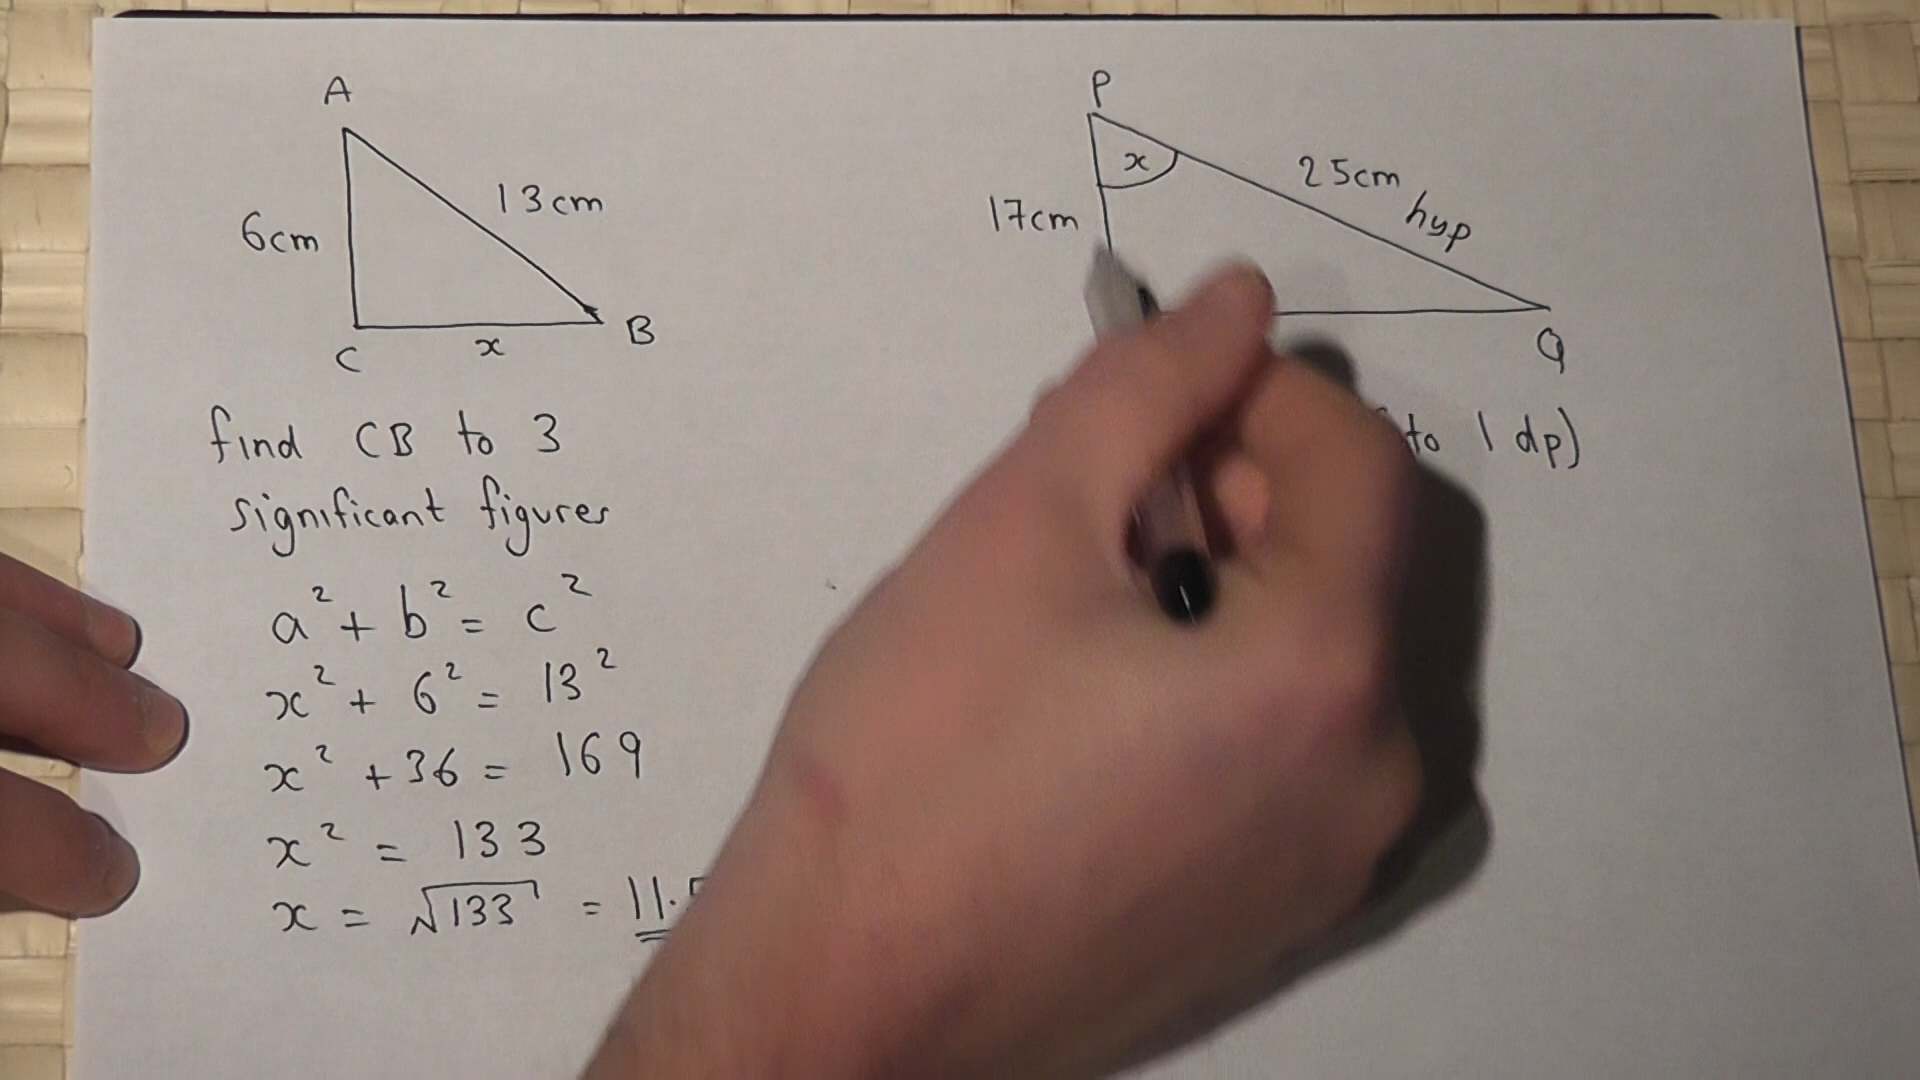 A
6cm
13cm
C
x
B
find CB to 3
significant figures
a² + b² = c²
x² + 6² = 13²
x² + 36 = 169
x² = 133
x = √133 = 11.
P
x
17cm
25cm
hyp
Q
to 1 dp)